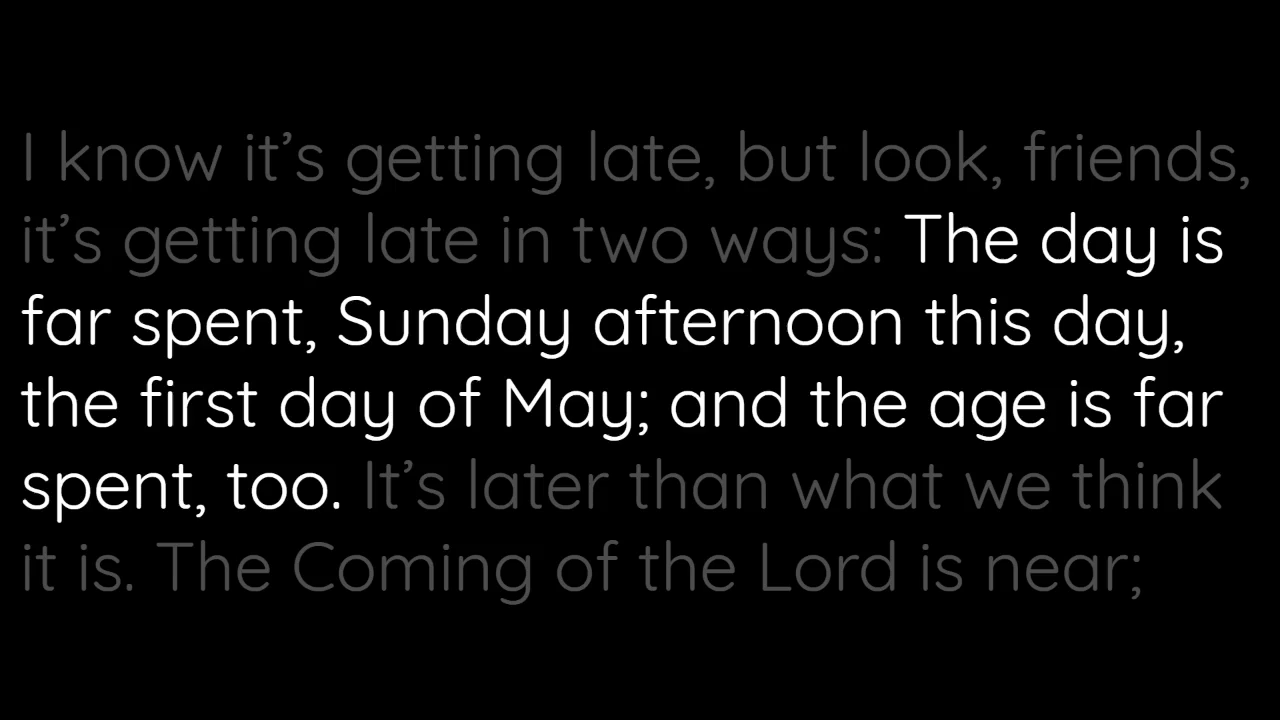 I know it’s getting late, but look, friends,
it’s getting late in two ways: The day is
far spent, Sunday afternoon this day,
the first day of May; and the age is far
spent, too. It’s later than what we think
it is. The Coming of the Lord is near;